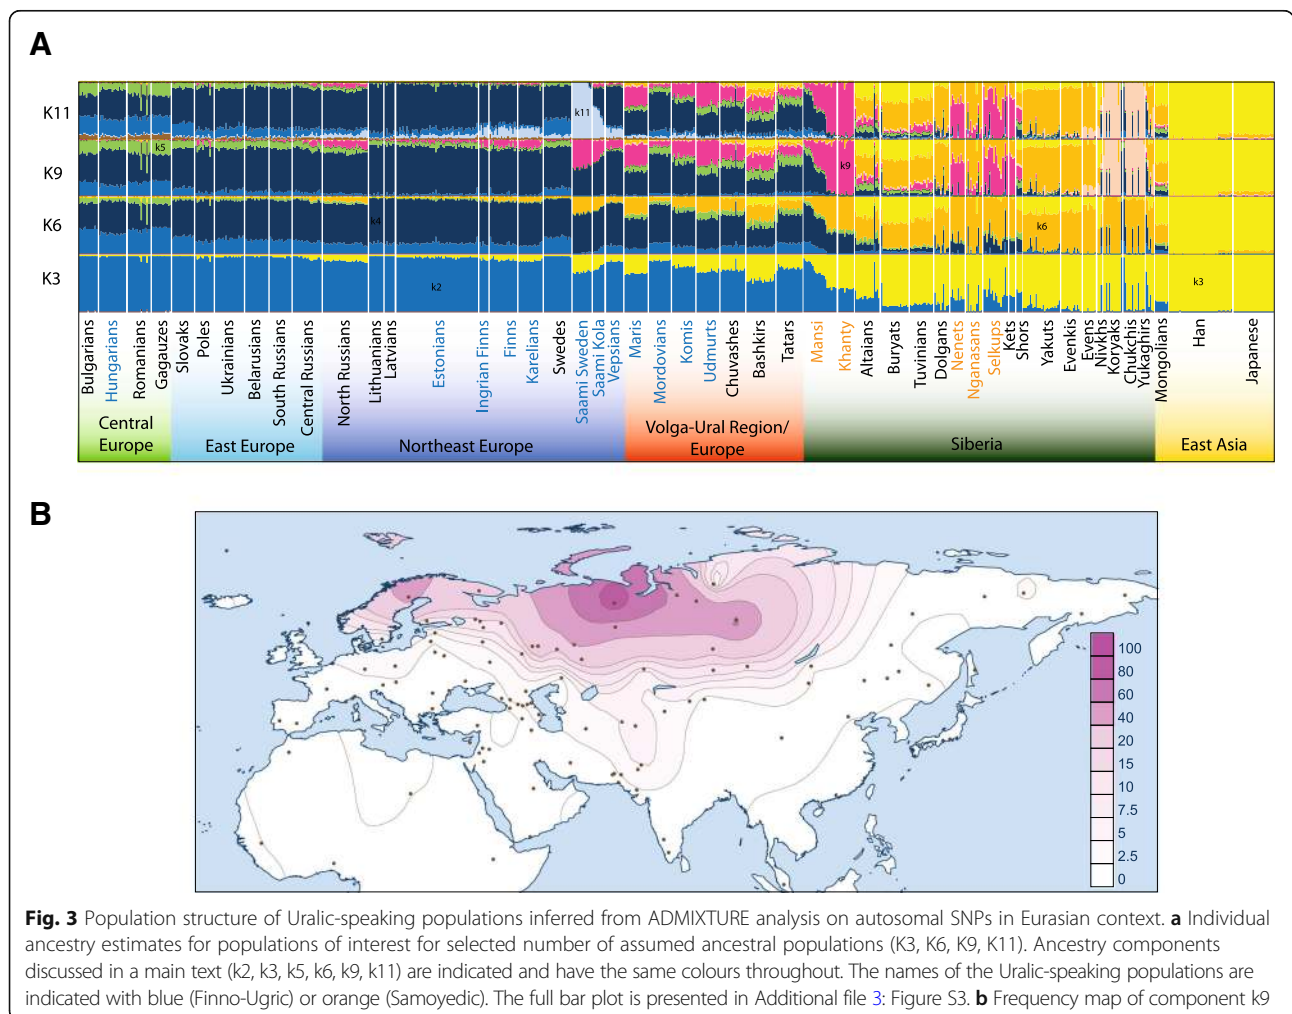 A
K11
K9
K6
K3
k11
k5
k9
k4
k6
k2
k3
Bulgarians
Hungarians
Romanians
Gagauzes
Slovaks
Poles
Ukrainians
Belarusians
South Russians
Central Russians
North Russians
Lithuanians
Latvians
Estonians
Ingrian Finns
Finns
Karelians
Swedes
Saami Sweden
Saami Kola
Vepsians
Maris
Mordovians
Komis
Udmurts
Chuvashes
Bashkirs
Tatars
Mansi
Khanty
Altaians
Buryats
Tuvinians
Dolgans
Nenets
Nganasans
Selkups
Kets
Shors
Yakuts
Evenkis
Evens
Nivkhs
Koryaks
Chukchis
Yukaghirs
Mongolians
Han
Japanese
Central
Europe
East Europe
Northeast Europe
Volga-Ural Region/
Europe
Siberia
East Asia
B
100
80
60
40
20
15
10
7.5
5
2.5
0
Fig. 3 Population structure of Uralic-speaking populations inferred from ADMIXTURE analysis on autosomal SNPs in Eurasian context. a Individual
ancestry estimates for populations of interest for selected number of assumed ancestral populations (K3, K6, K9, K11). Ancestry components
discussed in a main text (k2, k3, k5, k6, k9, k11) are indicated and have the same colours throughout. The names of the Uralic-speaking populations are
indicated with blue (Finno-Ugric) or orange (Samoyedic). The full bar plot is presented in Additional file 3: Figure S3. b Frequency map of component k9